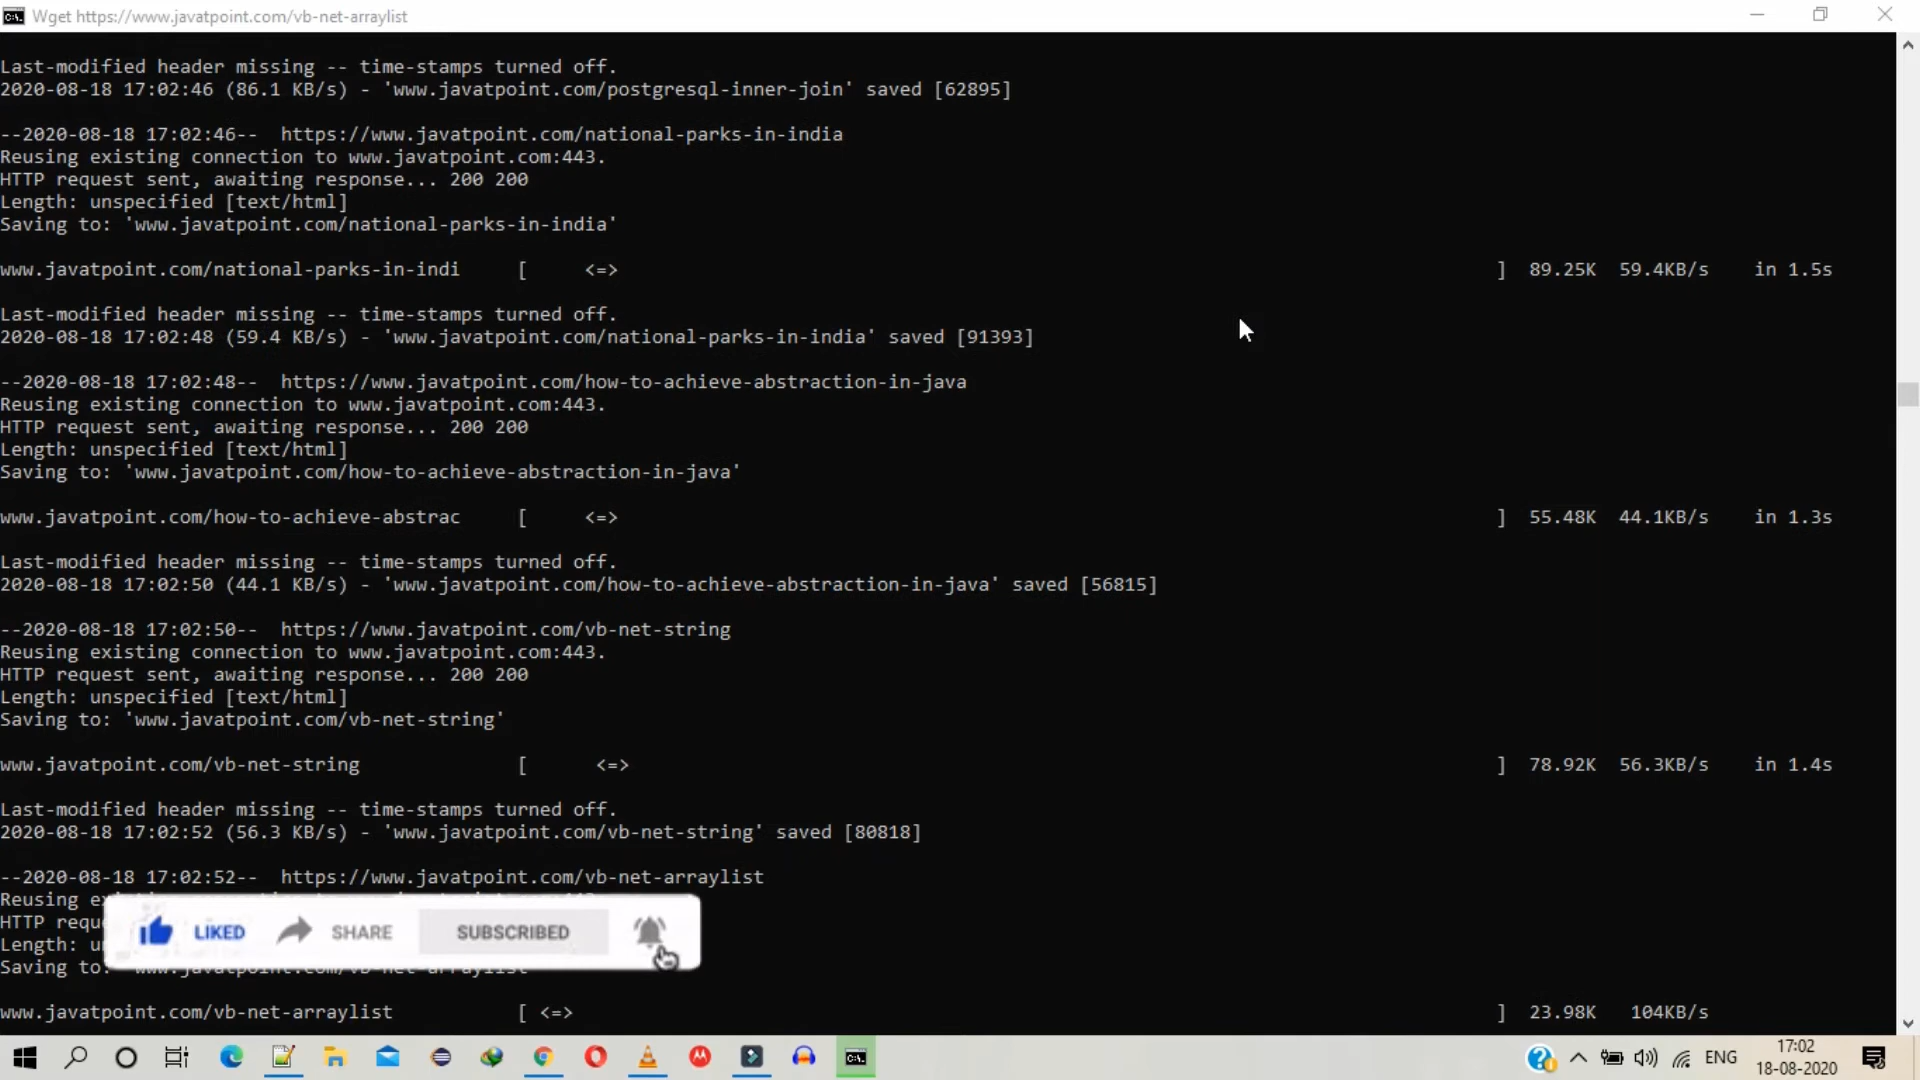 Wget https://www.javatpoint.com/vb-net-arraylist
Last-modified header missing -- time-stamps turned off.
2020-08-18 17:02:46 (86.1 KB/s) - 'www.javatpoint.com/postgresql-inner-join' saved [62895]
--2020-08-18 17:02:46--  https://www.javatpoint.com/national-parks-in-india
Reusing existing connection to www.javatpoint.com:443.
HTTP request sent, awaiting response... 200 200
Length: unspecified [text/html]
Saving to: 'www.javatpoint.com/national-parks-in-india'
www.javatpoint.com/national-parks-in-indi [ <=> ] 89.25K 59.4KB/s in 1.5s
Last-modified header missing -- time-stamps turned off.
2020-08-18 17:02:48 (59.4 KB/s) - 'www.javatpoint.com/national-parks-in-india' saved [91393]
--2020-08-18 17:02:48--  https://www.javatpoint.com/how-to-achieve-abstraction-in-java
Reusing existing connection to www.javatpoint.com:443.
HTTP request sent, awaiting response... 200 200
Length: unspecified [text/html]
Saving to: 'www.javatpoint.com/how-to-achieve-abstraction-in-java'
www.javatpoint.com/how-to-achieve-abstrac [ <=> ] 55.48K 44.1KB/s in 1.3s
Last-modified header missing -- time-stamps turned off.
2020-08-18 17:02:50 (44.1 KB/s) - 'www.javatpoint.com/how-to-achieve-abstraction-in-java' saved [56815]
--2020-08-18 17:02:50--  https://www.javatpoint.com/vb-net-string
Reusing existing connection to www.javatpoint.com:443.
HTTP request sent, awaiting response... 200 200
Length: unspecified [text/html]
Saving to: 'www.javatpoint.com/vb-net-string'
www.javatpoint.com/vb-net-string [ <=> ] 78.92K 56.3KB/s in 1.4s
Last-modified header missing -- time-stamps turned off.
2020-08-18 17:02:52 (56.3 KB/s) - 'www.javatpoint.com/vb-net-string' saved [80818]
--2020-08-18 17:02:52--  https://www.javatpoint.com/vb-net-arraylist
Reusing
HTTP
Length:
LIKED SHARE SUBSCRIBED
Saving to: 'www.javatpoint.com/vb-net-arraylist'
www.javatpoint.com/vb-net-arraylist [ <=> ] 23.98K 104KB/s
ENG
17:02
18-08-2020